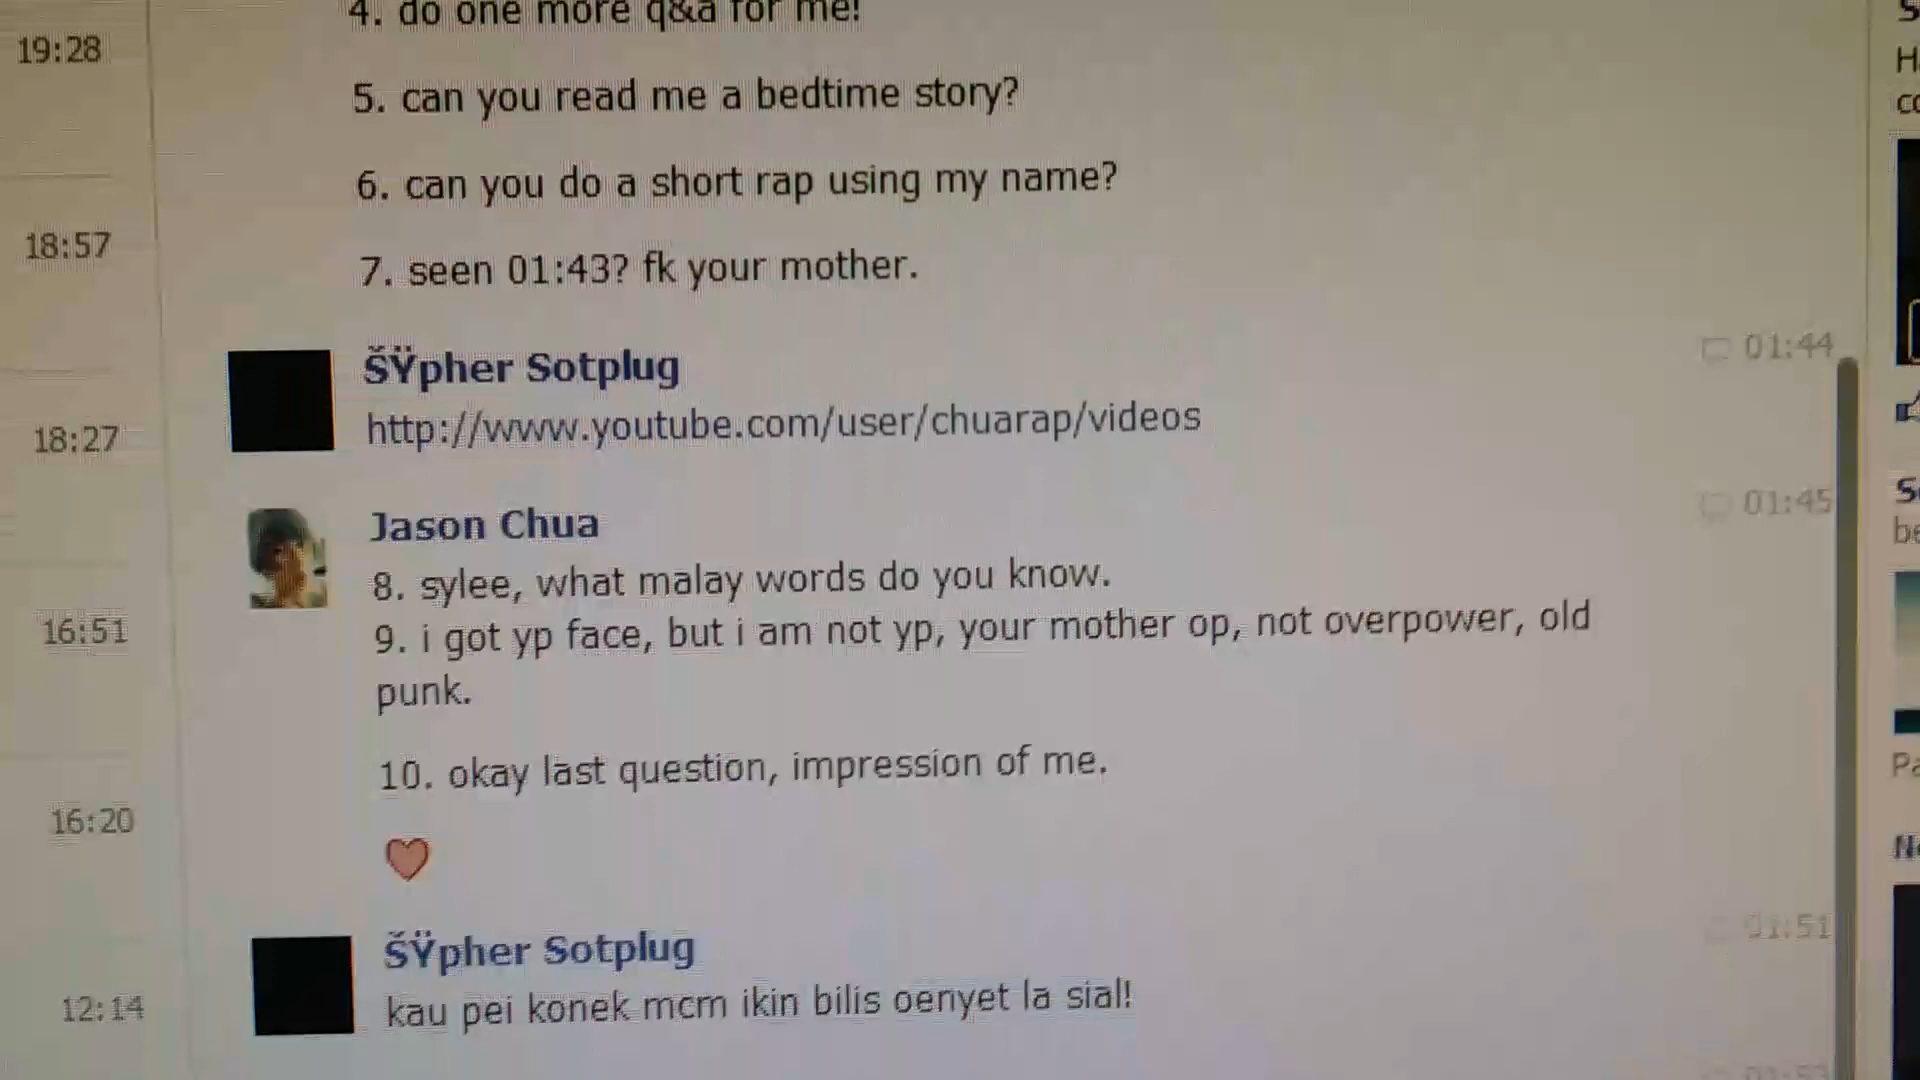 4. do one more q&a for me!
19:28
5. can you read me a bedtime story?
6. can you do a short rap using my name?
18:57
7. seen 01:43? fk your mother.
01:44
ŠŸpher Sotplug
http://www.youtube.com/user/chuarap/videos
18:27
01:45
Jason Chua
8. sylee, what malay words do you know.
9. i got yp face, but i am not yp, your mother op, not overpower, old
punk.
16:51
10. okay last question, impression of me.
16:20
01:51
ŠŸpher Sotplug
kau pei konek mcm ikin bilis oenyet la sial!
12:14
01:53